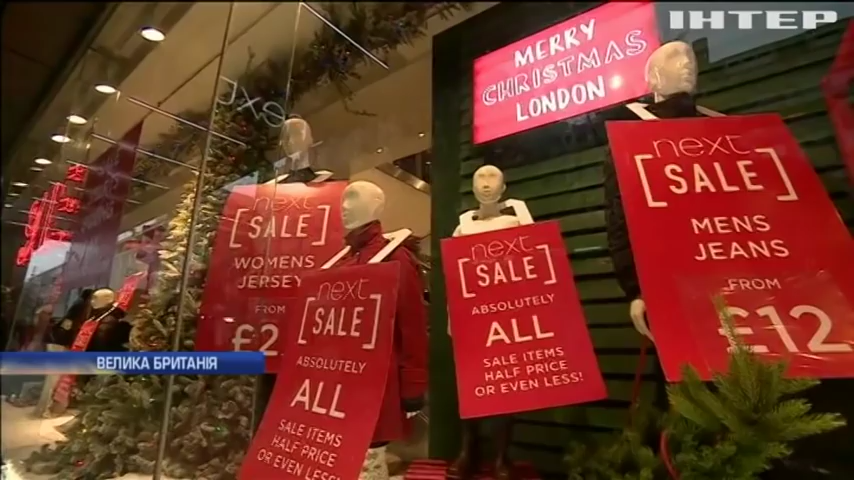 ІНТЕР
MERRY
CHRISTMAS
LONDON
next
next
[SALE]
WOMENS
JERSEY
FROM
£2
next
[SALE]
ABSOLUTELY
ALL
SALE ITEMS
HALF PRICE
OR EVEN LESS!
next
[SALE]
ABSOLUTELY
ALL
SALE ITEMS
HALF PRICE
OR EVEN LESS!
next
[SALE]
MENS
JEANS
FROM
£12
ВЕЛИКА БРИТАНІЯ